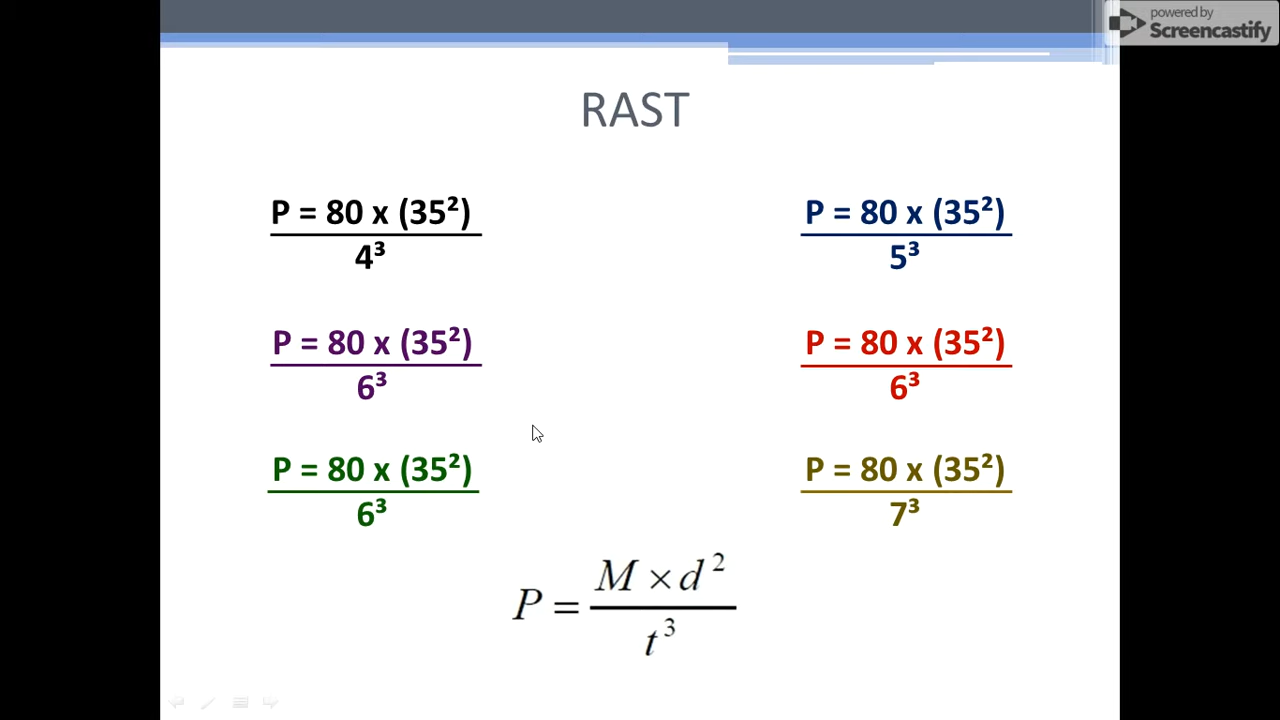 powered by
Screencastify
RAST
P = 80 x (35²)
4³
P = 80 x (35²)
5³
P = 80 x (35²)
6³
P = 80 x (35²)
6³
P = 80 x (35²)
6³
P = 80 x (35²)
7³
P = M × d²
t³